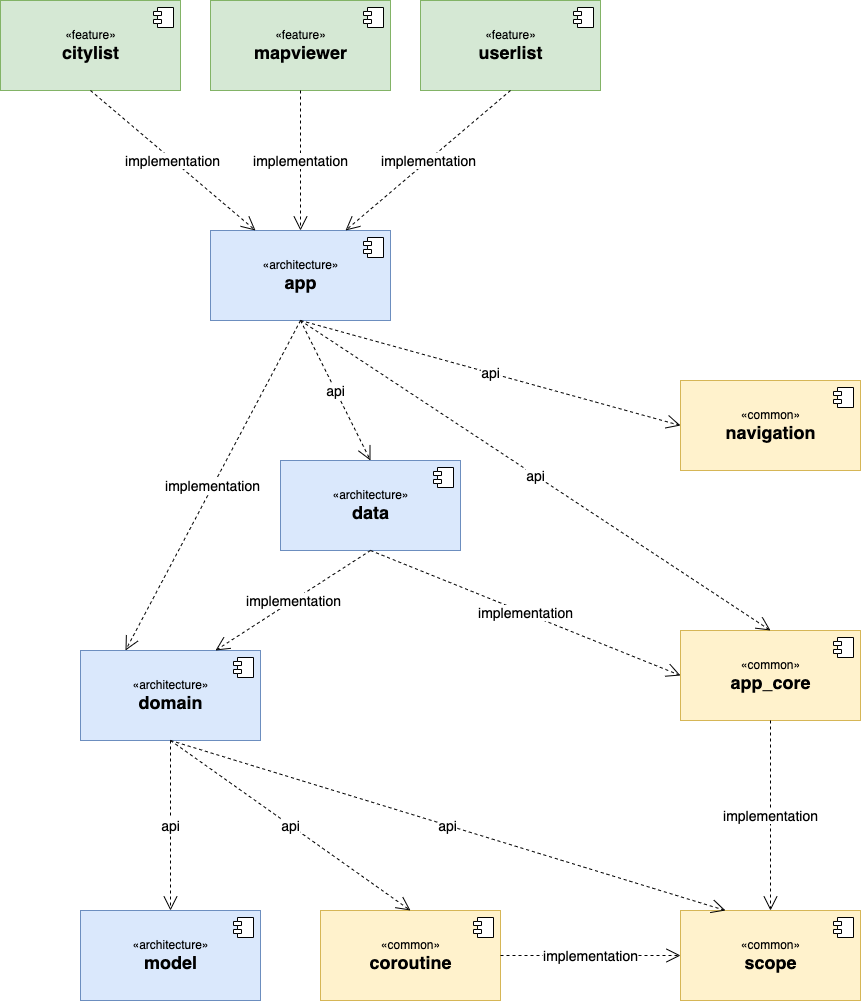 «feature»
citylist
«feature»
mapviewer
«feature»
userlist
implementation
implementation
implementation
«architecture»
app
api
api
«common»
navigation
implementation
api
«architecture»
data
implementation
implementation
«architecture»
domain
«common»
app_core
api
api
api
implementation
«architecture»
model
«common»
coroutine
implementation
«common»
scope